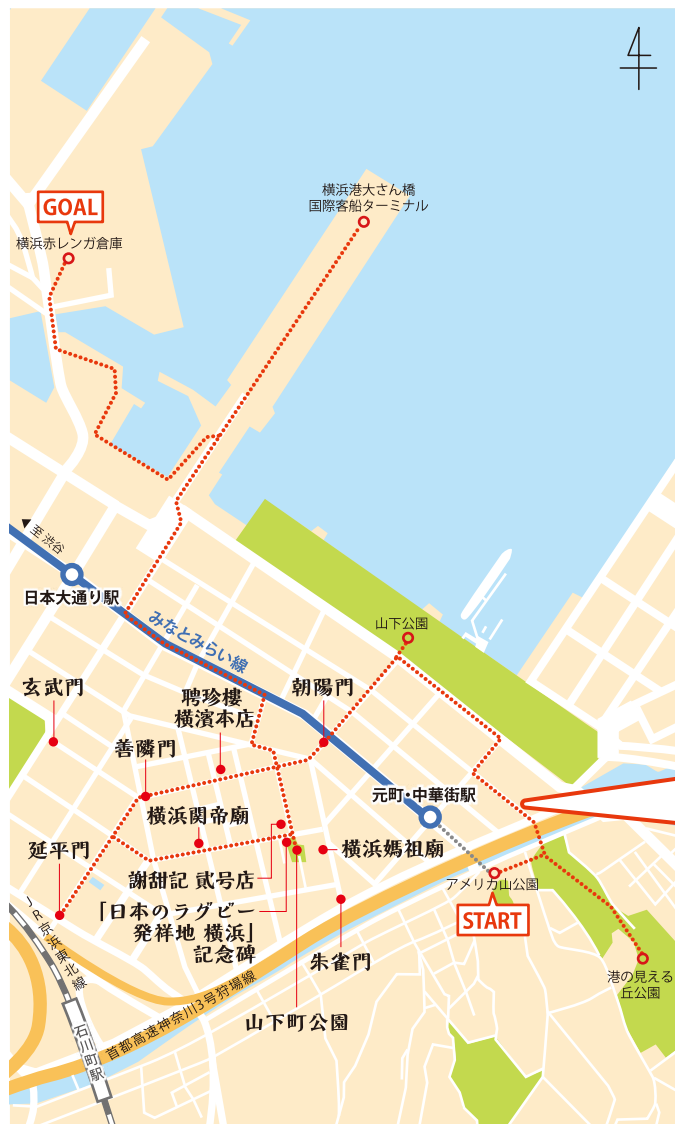 横浜港大さん橋
国際客船ターミナル
GOAL
横浜赤レンガ倉庫
至 渋谷
日本大通り駅
みなとみらい線
山下公園
玄武門
聘珍樓
横濱本店
朝陽門
善隣門
元町・中華街駅
横浜関帝廟
延平門
横浜媽祖廟
謝甜記 貮号店
アメリカ山公園
START
「日本のラグビー
発祥地 横浜」
記念碑
朱雀門
港の見える
丘公園
山下町公園
JR京浜東北線
石川町駅
首都高速神奈川3号狩場線